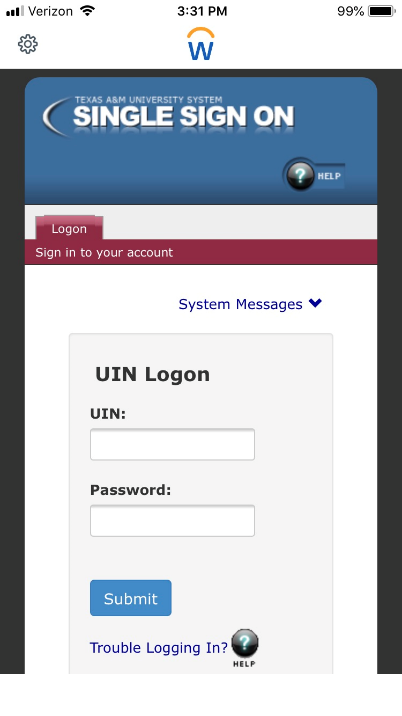 Verizon 3:31 PM 99%
W
TEXAS A&M UNIVERSITY SYSTEM
SINGLE SIGN ON
HELP
Logon
Sign in to your account
System Messages
UIN Logon
UIN:
Password:
Submit
Trouble Logging In?
HELP